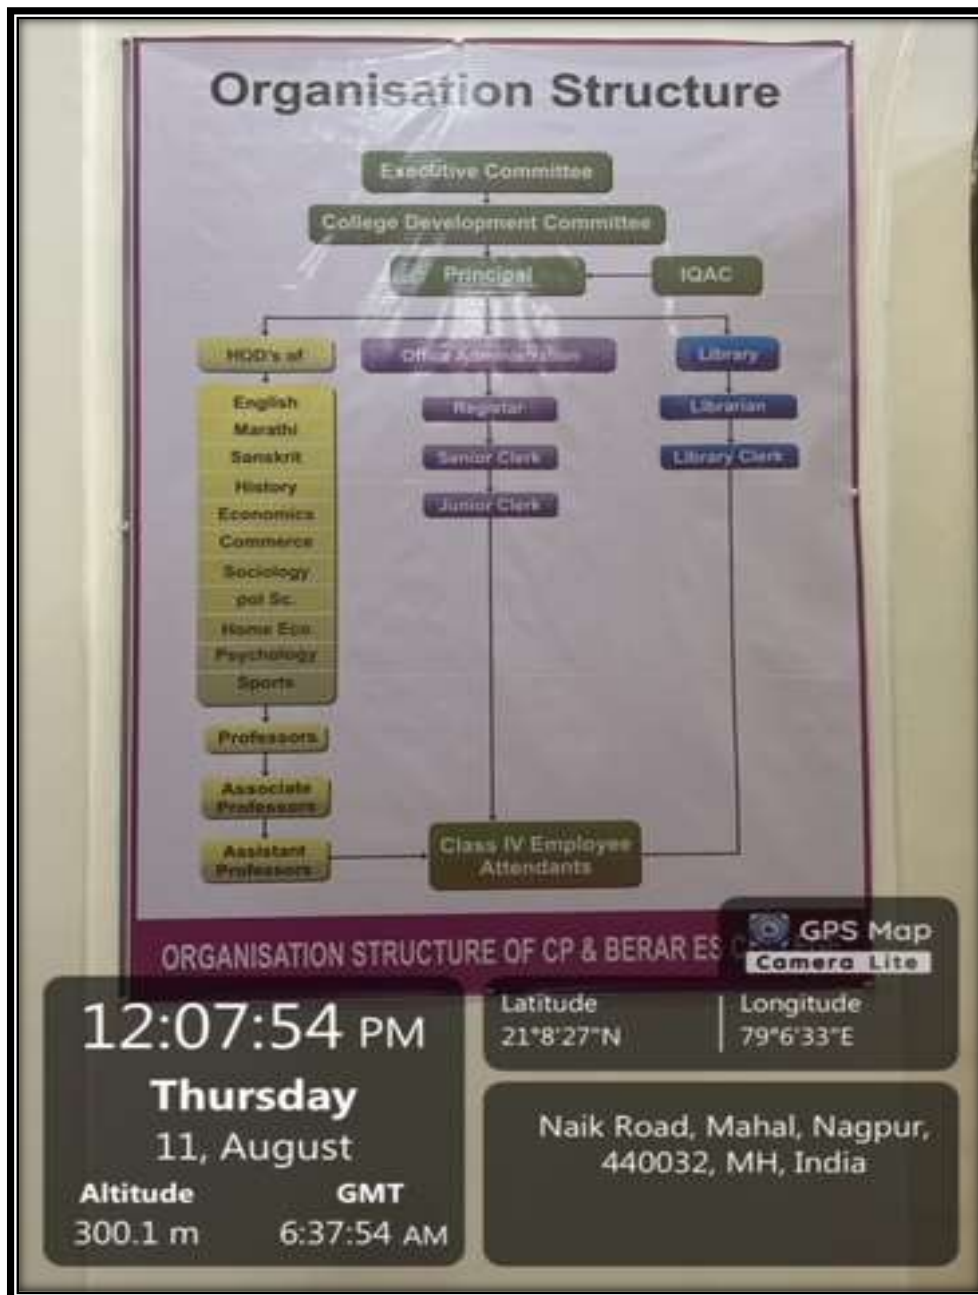 Organisation Structure
Executive Committee
College Development Committee
Principal
IQAC
HOD's of
Office Administration
Library
English
Marathi
Sanskrit
History
Economics
Commerce
Sociology
pol Sc.
Home Eco.
Psychology
Sports
Professors
Associate
Professors
Assistant
Professors
Registar
Senior Clerk
Junior Clerk
Librarian
Library Clerk
Class IV Employee
Attendants
ORGANISATION STRUCTURE OF CP & BERAR ES
GPS Map
Camera Lite
12:07:54 PM
Thursday
11, August
Altitude
300.1 m
GMT
6:37:54 AM
Latitude
21°8'27"N
Longitude
79°6'33"E
Naik Road, Mahal, Nagpur,
440032, MH, India